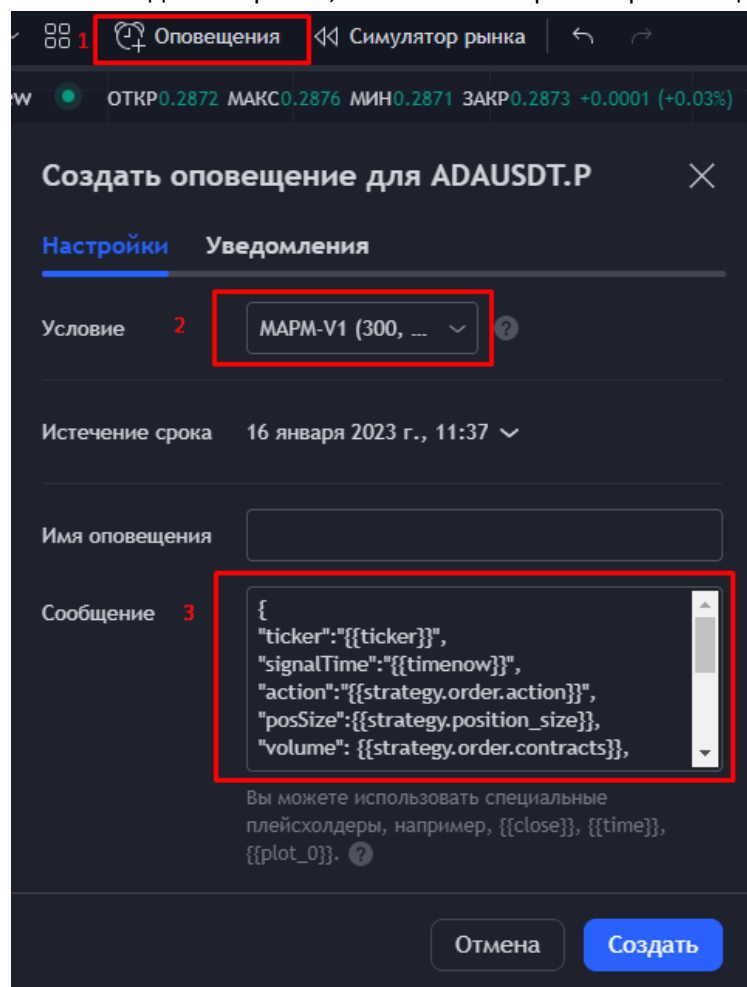 1 Оповещения Симулятор рынка
ew ОТКР0.2872 МАКС0.2876 МИН0.2871 ЗАКР0.2873 +0.0001 (+0.03%)
Создать оповещение для ADAUSDT.P
Настройки Уведомления
Условие 2 MAPM-V1 (300, ...
Истечение срока 16 января 2023 г., 11:37
Имя оповещения
Сообщение 3 {
"ticker":"{{ticker}}",
"signalTime":"{{timenow}}",
"action":"{{strategy.order.action}}",
"posSize":{{strategy.position_size}},
"volume": {{strategy.order.contracts}},
Вы можете использовать специальные
плейсхолдеры, например, {{close}}, {{time}},
{{plot_0}}.
Отмена Создать